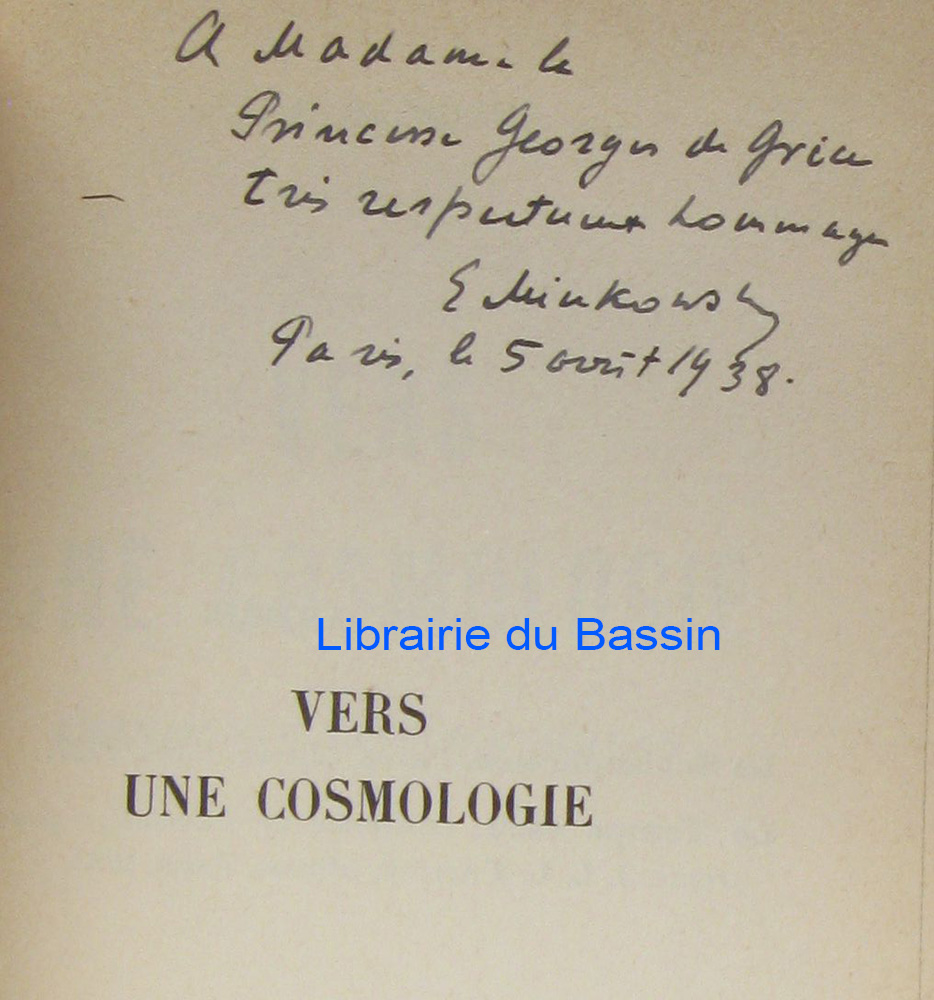 A Madame la
Princesse Georges de Grèce
très respectueux hommages
E Minkowski
Paris, le 5 avril 1938.
Librairie du Bassin
VERS
UNE COSMOLOGIE